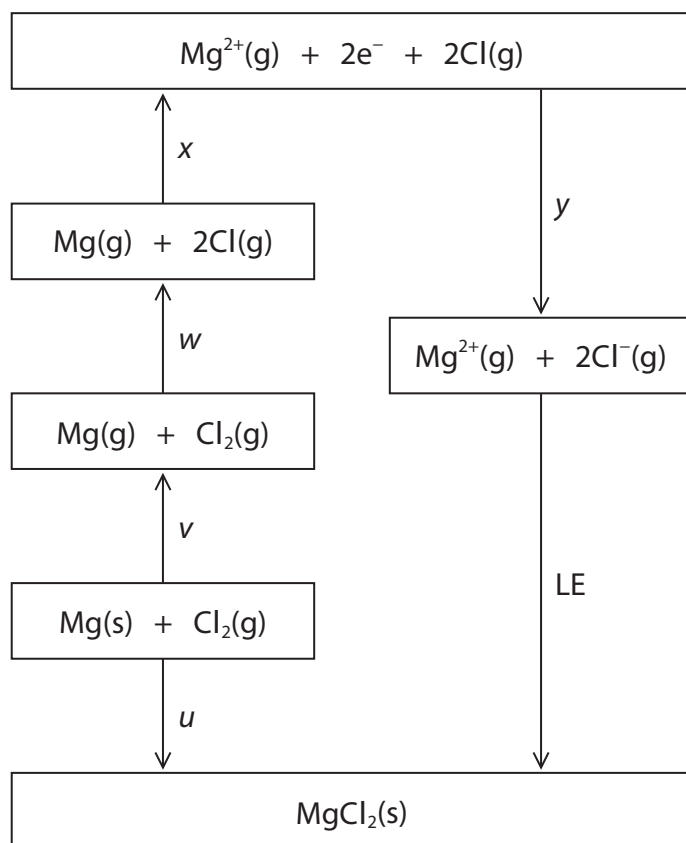 Mg²⁺(g) + 2e⁻ + 2Cl(g)
x
y
Mg(g) + 2Cl(g)
w
Mg²⁺(g) + 2Cl⁻(g)
Mg(g) + Cl₂(g)
v
LE
Mg(s) + Cl₂(g)
u
MgCl₂(s)